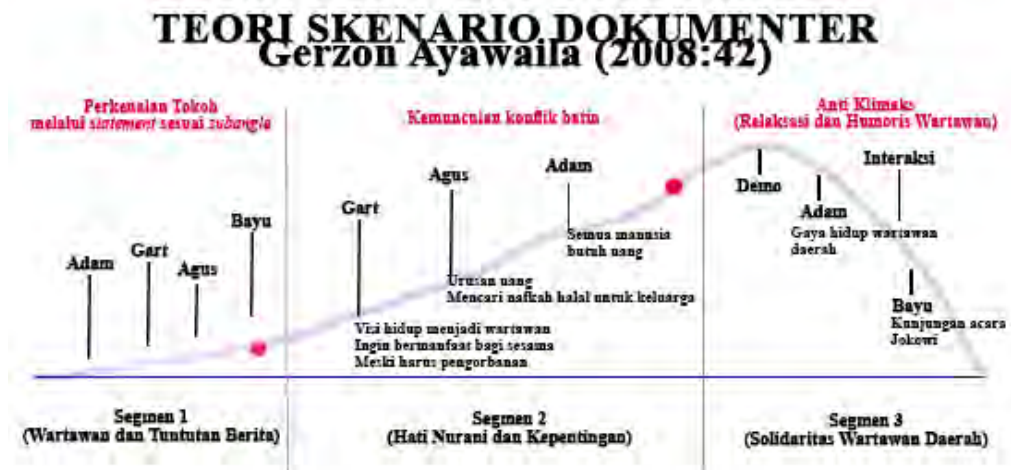 TEORI SKENARIO DOKUMENTER
Gerzon Ayawaila (2008:42)
Perkenalan Tokoh
melalui statement sesuai subangle
Kemunculan konflik batin
Anti Klimaks
(Relaksasi dan Humoris Wartawan)
Adam
Gart
Agus
Bayu
Gart
Visi hidup menjadi wartawan
Ingin bermanfaat bagi sesama
Meski harus pengorbanan
Agus
Urusan uang
Mencari nafkah halal untuk keluarga
Adam
Semua manusia
butuh uang
Demo
Adam
Gaya hidup wartawan
daerah
Interaksi
Bayu
Kunjungan acara
Jokowi
Segmen 1
(Wartawan dan Tuntutan Berita)
Segmen 2
(Hati Nurani dan Kepentingan)
Segmen 3
(Solidaritas Wartawan Daerah)